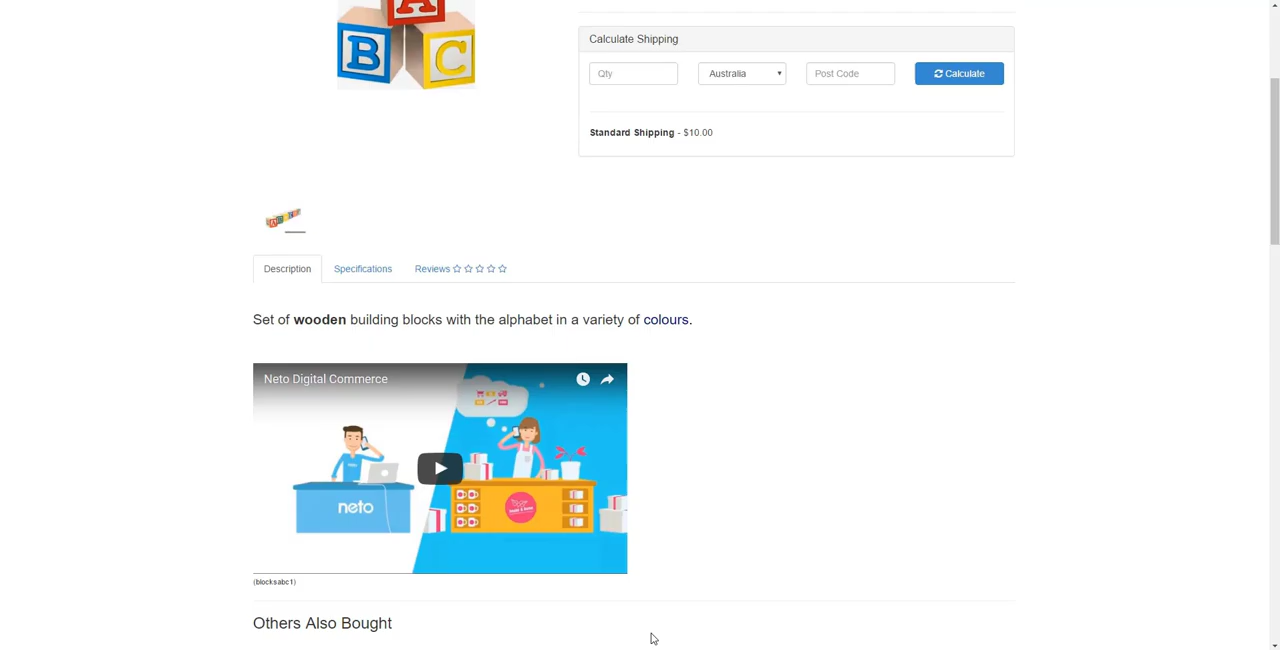 A
B
C
Calculate Shipping
Qty
Australia
Post Code
Calculate
Standard Shipping - $10.00
Description
Specifications
Reviews
Set of wooden building blocks with the alphabet in a variety of colours.
Neto Digital Commerce
neto
(blocksabc1)
Others Also Bought